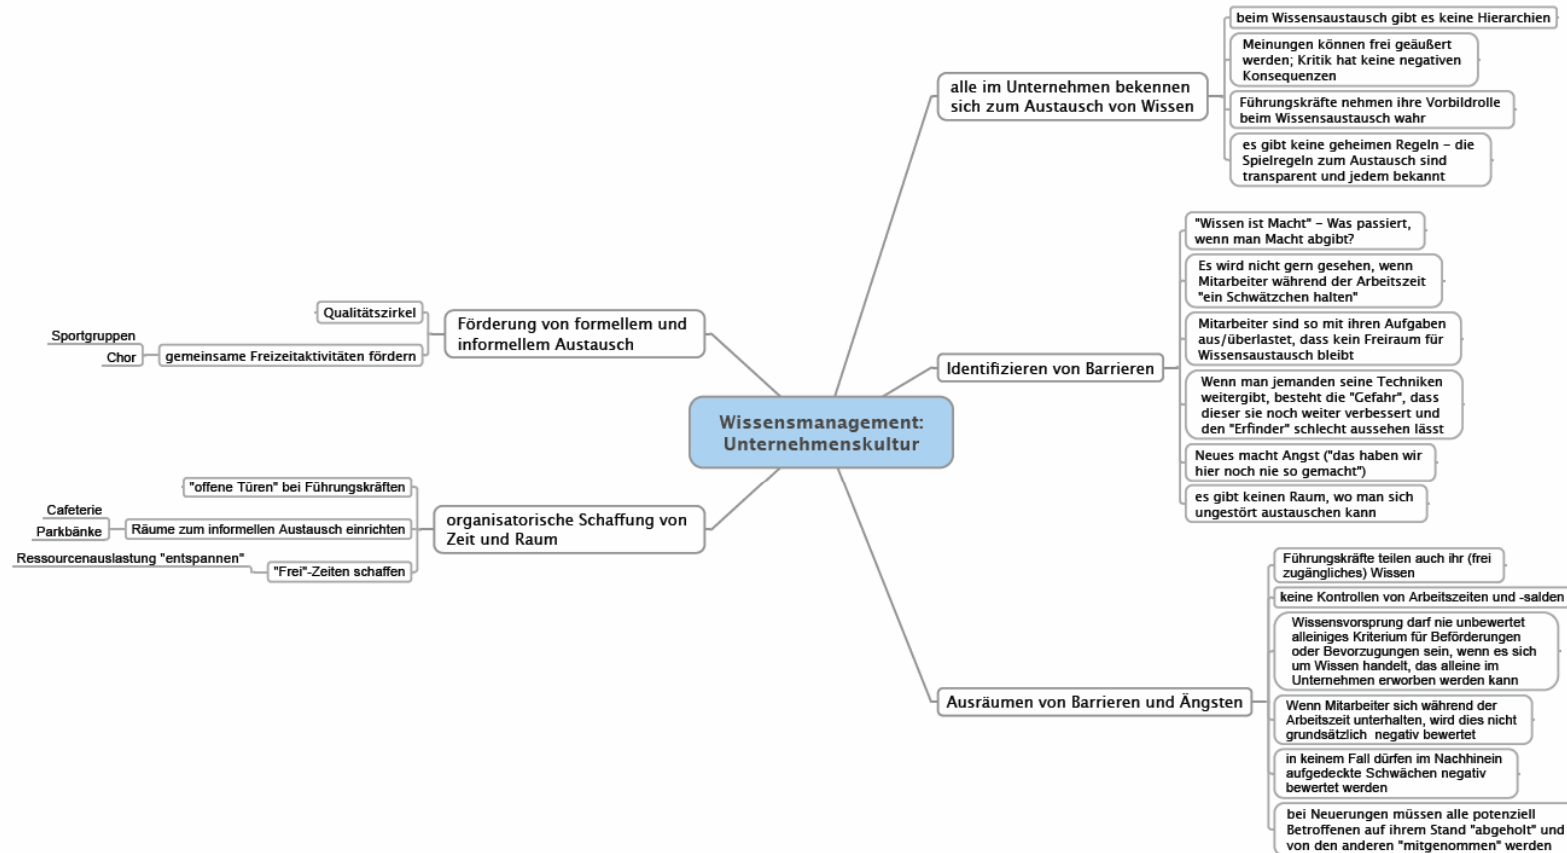 Wissensmanagement:
Unternehmenskultur
alle im Unternehmen bekennen
sich zum Austausch von Wissen
beim Wissensaustausch gibt es keine Hierarchien
Meinungen können frei geäußert
werden; Kritik hat keine negativen
Konsequenzen
Führungskräfte nehmen ihre Vorbildrolle
beim Wissensaustausch wahr
es gibt keine geheimen Regeln – die
Spielregeln zum Austausch sind
transparent und jedem bekannt
Identifizieren von Barrieren
"Wissen ist Macht" – Was passiert,
wenn man Macht abgibt?
Es wird nicht gern gesehen, wenn
Mitarbeiter während der Arbeitszeit
"ein Schwätzchen halten"
Mitarbeiter sind so mit ihren Aufgaben
aus/überlastet, dass kein Freiraum für
Wissensaustausch bleibt
Wenn man jemanden seine Techniken
weitergibt, besteht die "Gefahr", dass
dieser sie noch weiter verbessert und
den "Erfinder" schlecht aussehen lässt
Neues macht Angst ("das haben wir
hier noch nie so gemacht")
es gibt keinen Raum, wo man sich
ungestört austauschen kann
Ausräumen von Barrieren und Ängsten
Führungskräfte teilen auch ihr (frei
zugängliches) Wissen
keine Kontrollen von Arbeitszeiten und -salden
Wissensvorsprung darf nie unbewertet
alleiniges Kriterium für Beförderungen
oder Bevorzugungen sein, wenn es sich
um Wissen handelt, das alleine im
Unternehmen erworben werden kann
Wenn Mitarbeiter sich während der
Arbeitszeit unterhalten, wird dies nicht
grundsätzlich negativ bewertet
in keinem Fall dürfen im Nachhinein
aufgedeckte Schwächen negativ
bewertet werden
bei Neuerungen müssen alle potenziell
Betroffenen auf ihrem Stand "abgeholt" und
von den anderen "mitgenommen" werden
Förderung von formellem und
informellem Austausch
Qualitätszirkel
gemeinsame Freizeitaktivitäten fördern
Sportgruppen
Chor
organisatorische Schaffung von
Zeit und Raum
"offene Türen" bei Führungskräften
Räume zum informellen Austausch einrichten
Cafeterie
Parkbänke
"Frei"-Zeiten schaffen
Ressourcenauslastung "entspannen"